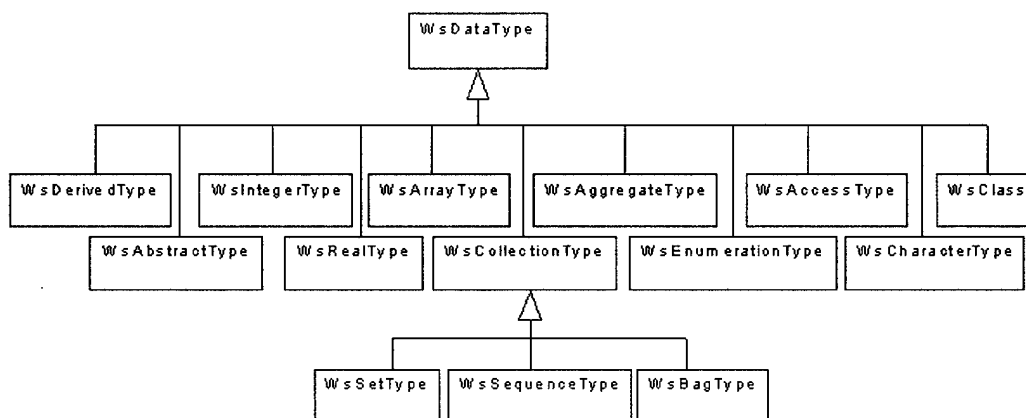 WsDataType
WsDerivedType
WsIntegerType
WsArrayType
WsAggregateType
WsAccessType
WsClass
WsAbstractType
WsRealType
WsCollectionType
WsEnumerationType
WsCharacterType
WsSetType
WsSequenceType
WsBagType